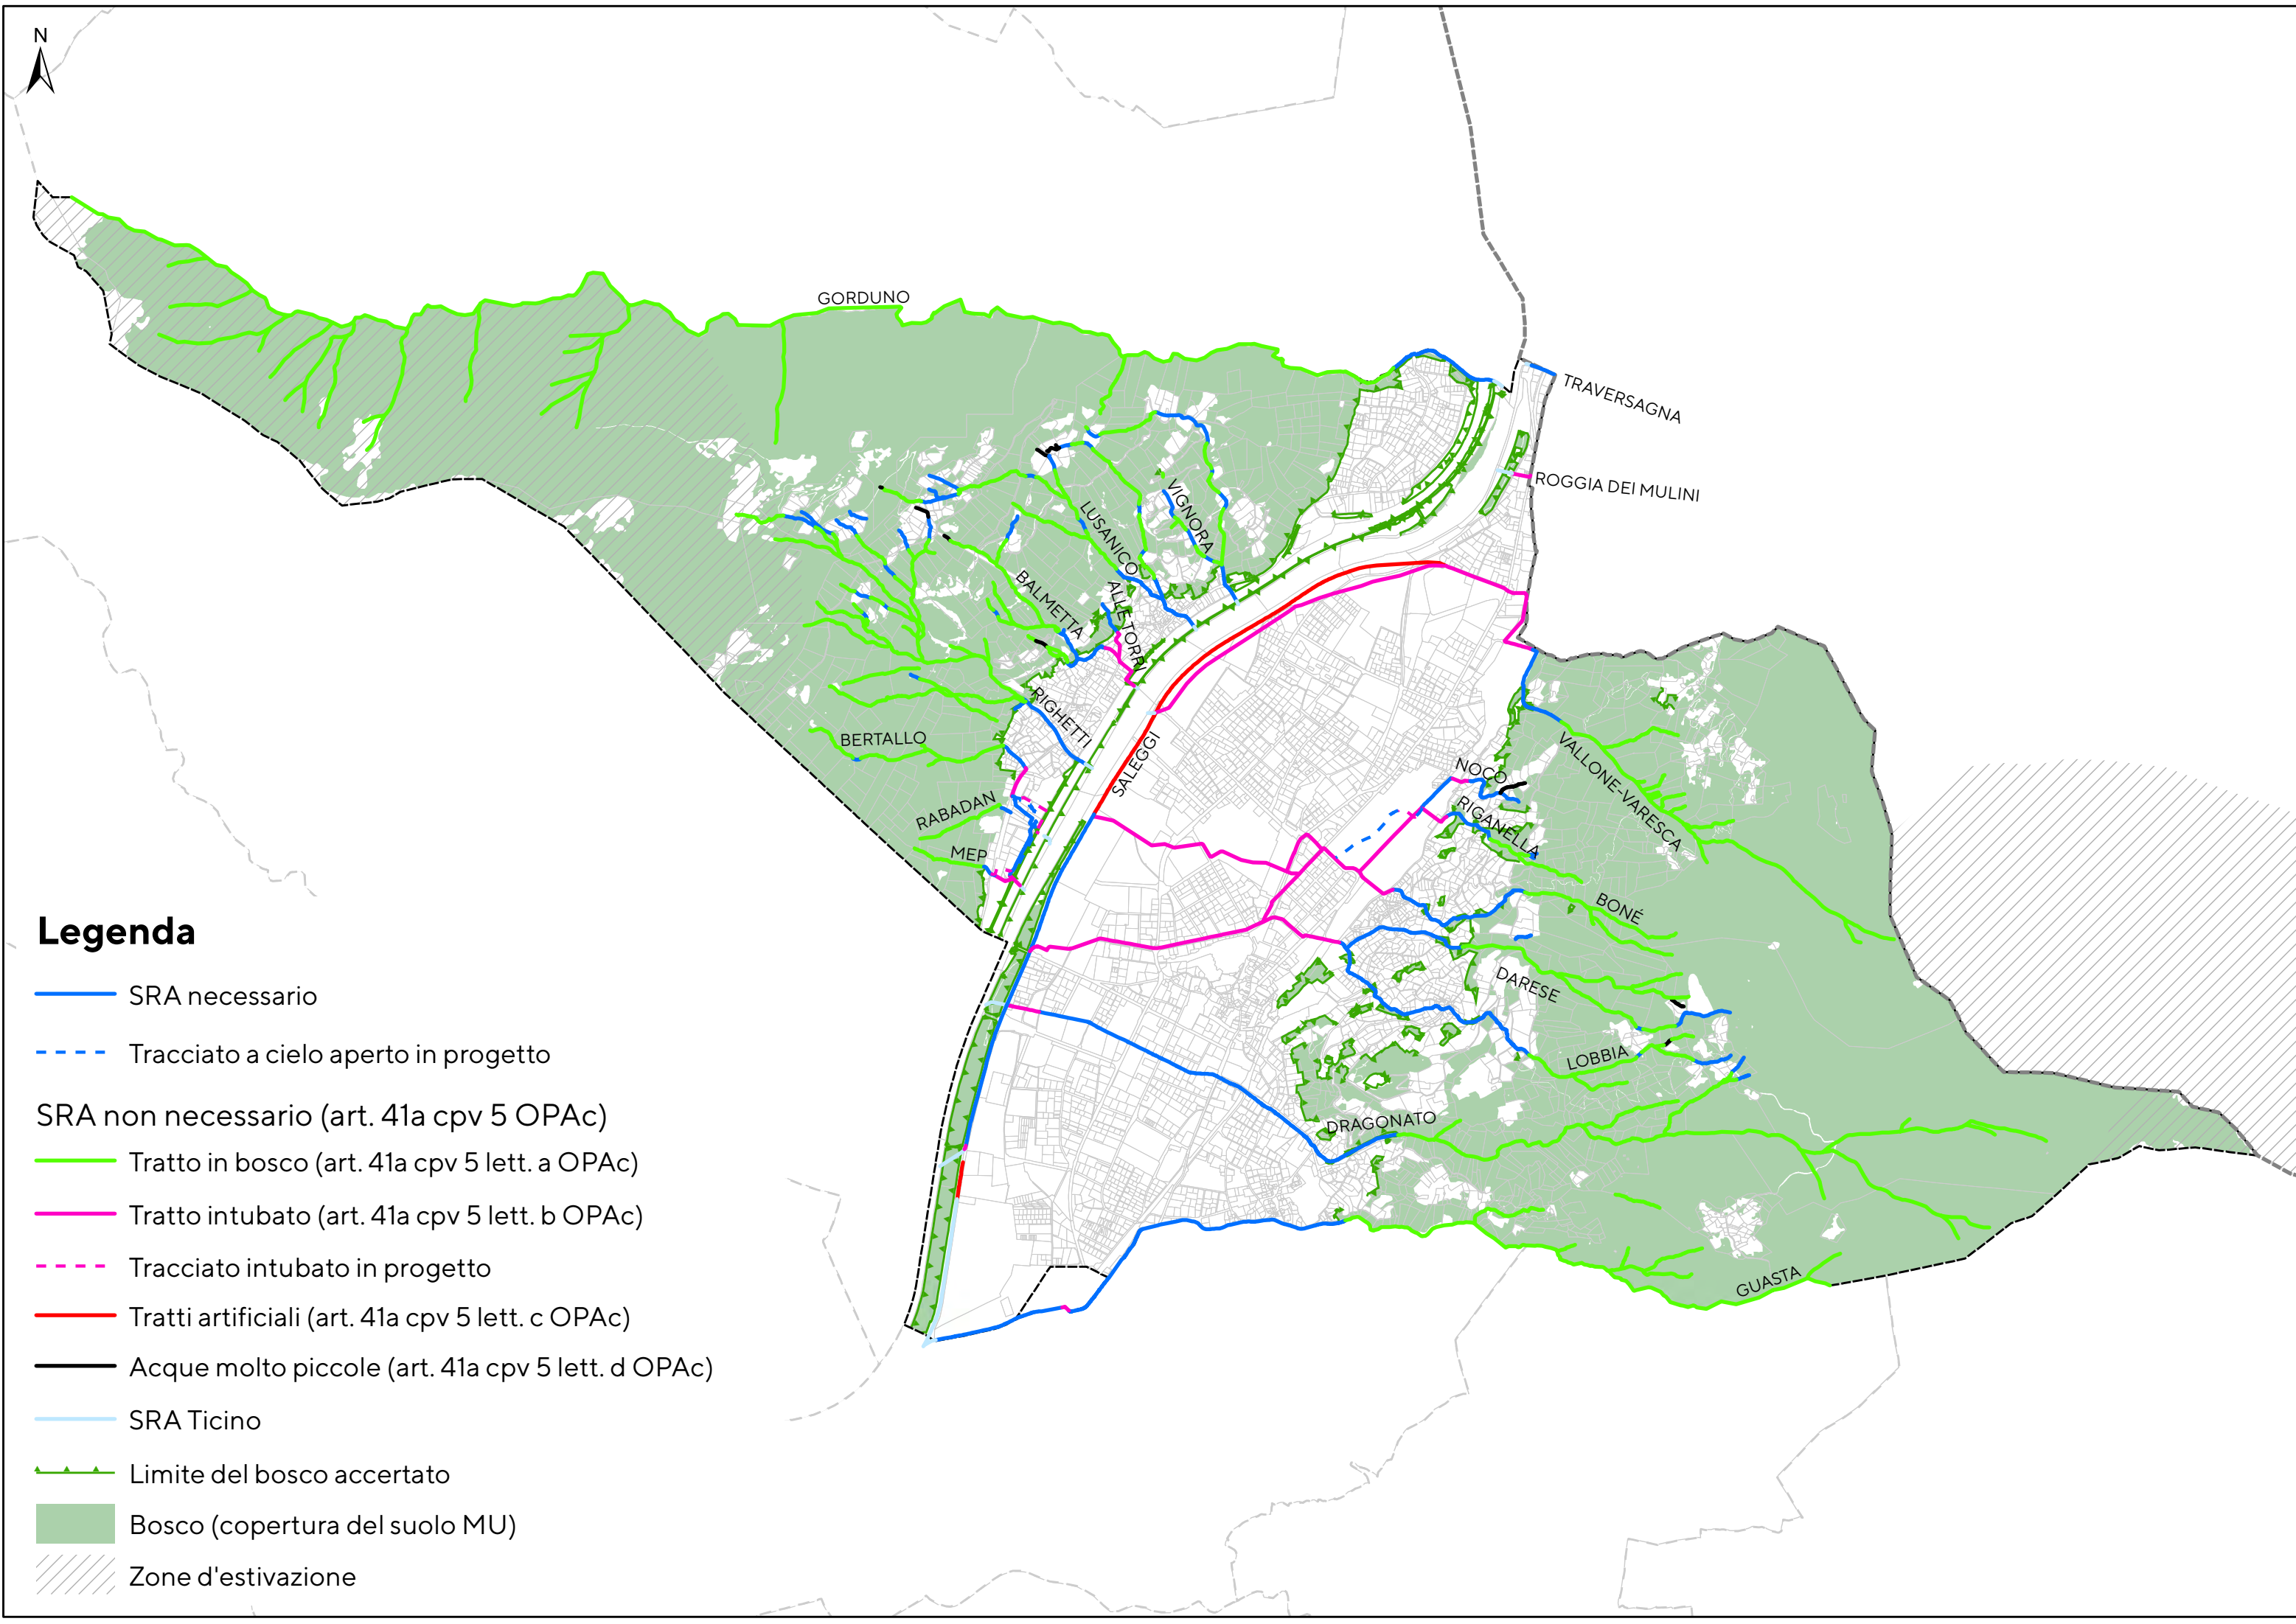 N
GORDUNO
TRAVERSAGNA
ROGGIA DEI MULINI
VIGNORA
LUSANICO
BALMETTA
ALLE TORRI
RIGHETTI
BERTALLO
SALEGGI
VALLONE-VARESCA
NOCO
RIGANELLA
RABADAN
MEP
BONÉ
DARESE
LOBBIA
DRAGONATO
GUASTA
Legenda
SRA necessario
Tracciato a cielo aperto in progetto
SRA non necessario (art. 41a cpv 5 OPAc)
Tratto in bosco (art. 41a cpv 5 lett. a OPAc)
Tratto intubato (art. 41a cpv 5 lett. b OPAc)
Tracciato intubato in progetto
Tratti artificiali (art. 41a cpv 5 lett. c OPAc)
Acque molto piccole (art. 41a cpv 5 lett. d OPAc)
SRA Ticino
Limite del bosco accertato
Bosco (copertura del suolo MU)
Zone d'estivazione